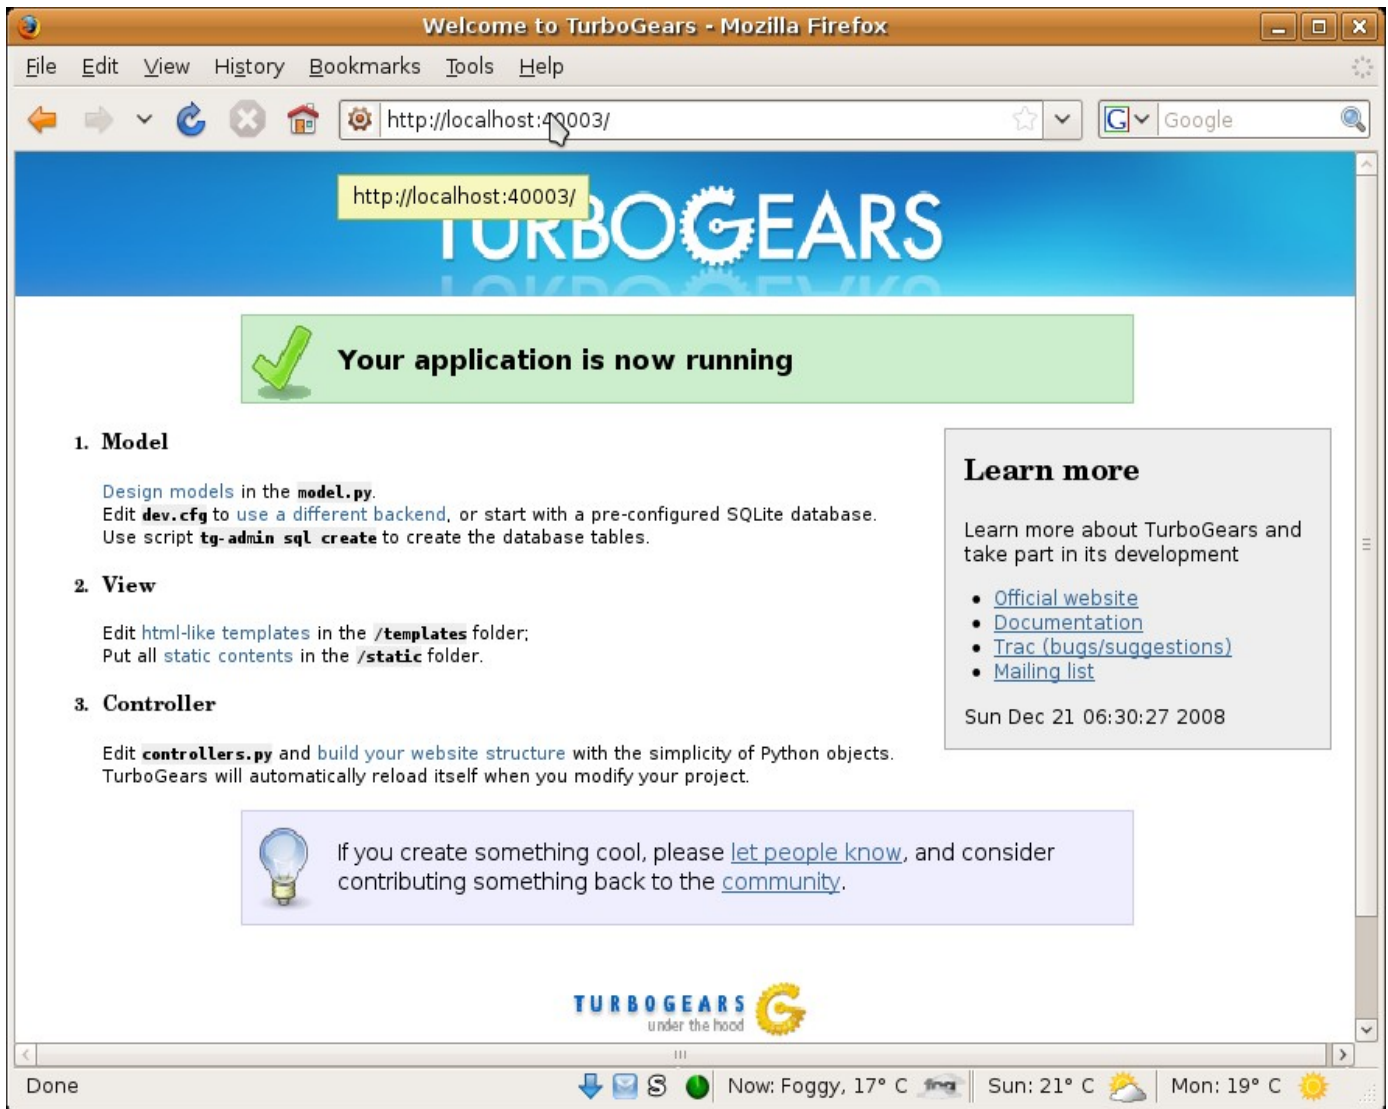 Welcome to TurboGears - Mozilla Firefox
File Edit View History Bookmarks Tools Help
http://localhost:40003/
Google
http://localhost:40003/
TURBOGEARS
Your application is now running
1. Model
Design models in the model.py.
Edit dev.cfg to use a different backend, or start with a pre-configured SQLite database.
Use script tg-admin sql create to create the database tables.
2. View
Edit html-like templates in the /templates folder;
Put all static contents in the /static folder.
3. Controller
Edit controllers.py and build your website structure with the simplicity of Python objects.
TurboGears will automatically reload itself when you modify your project.
Learn more
Learn more about TurboGears and
take part in its development
• Official website
• Documentation
• Trac (bugs/suggestions)
• Mailing list
Sun Dec 21 06:30:27 2008
If you create something cool, please let people know, and consider
contributing something back to the community.
TURBOGEARS
under the hood
Done
S
Now: Foggy, 17° C fog Sun: 21° C Mon: 19° C